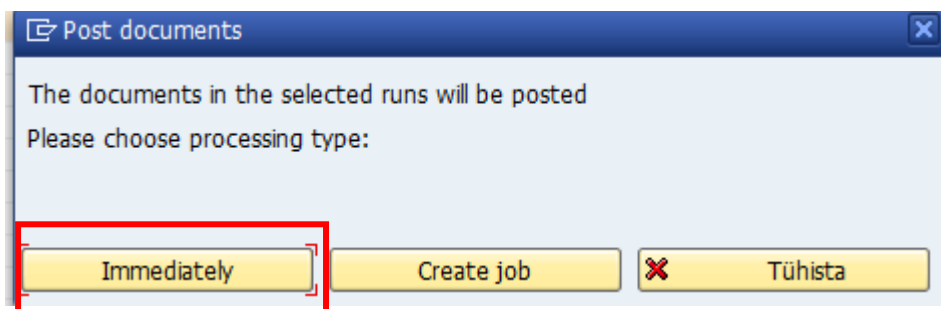 Post documents
The documents in the selected runs will be posted
Please choose processing type:
Immediately Create job Tühista